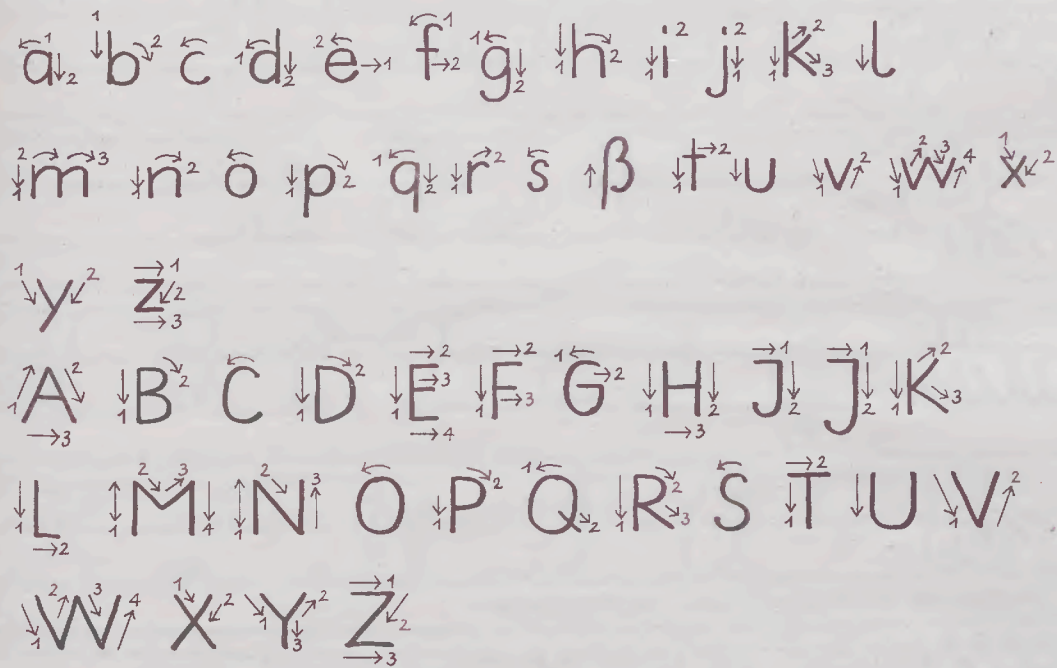 a b c d e f g h i j k l
m n o p q r s ß t u v w x
y z
A B C D E F G H J J K
L M N O P Q R S T U V
W X Y Z